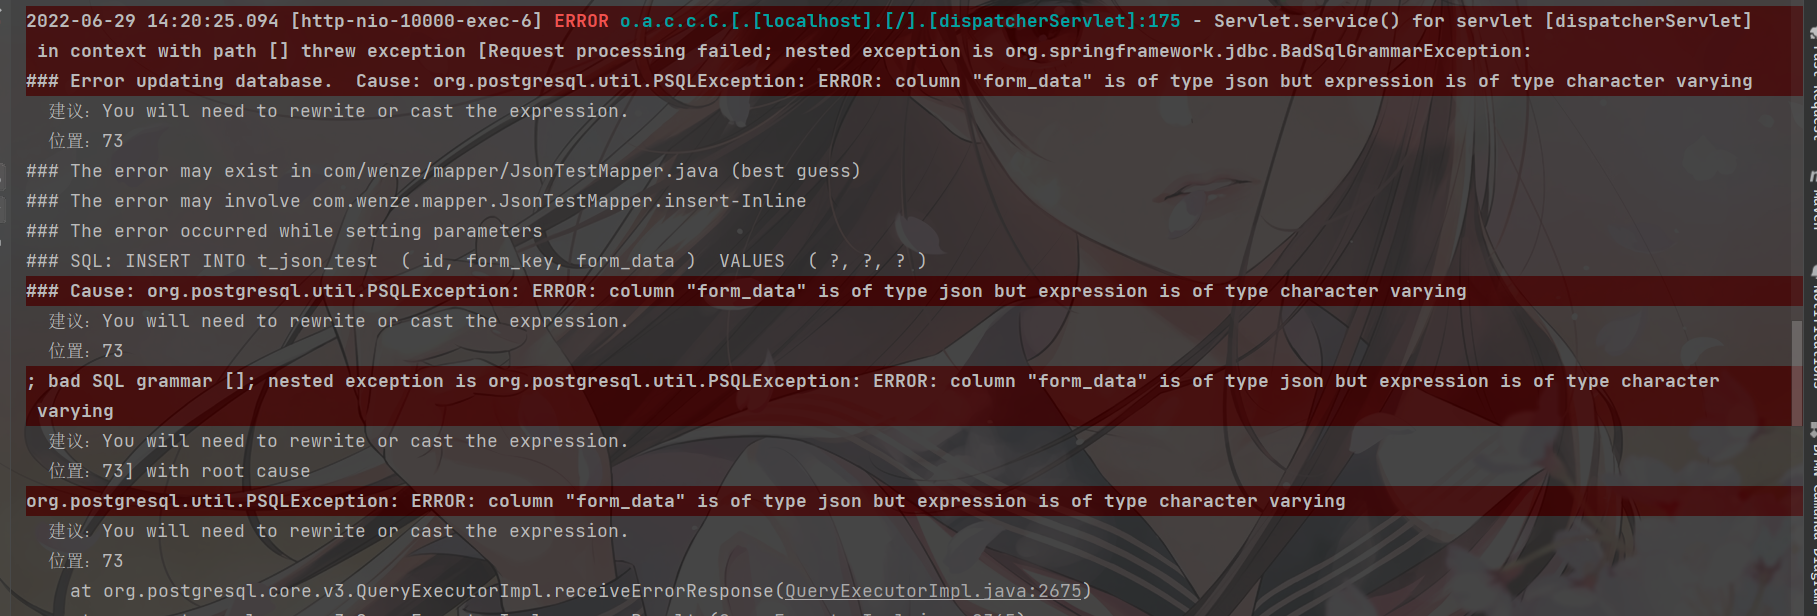 2022-06-29 14:20:25.094 [http-nio-10000-exec-6] ERROR o.a.c.c.C.[.[localhost].[/].[dispatcherServlet]:175 - Servlet.service() for servlet [dispatcherServlet]
in context with path [] threw exception [Request processing failed; nested exception is org.springframework.jdbc.BadSqlGrammarException:
### Error updating database.  Cause: org.postgresql.util.PSQLException: ERROR: column "form_data" is of type json but expression is of type character varying
建议：You will need to rewrite or cast the expression.
位置：73
### The error may exist in com/wenze/mapper/JsonTestMapper.java (best guess)
### The error may involve com.wenze.mapper.JsonTestMapper.insert-Inline
### The error occurred while setting parameters
### SQL: INSERT INTO t_json_test  ( id, form_key, form_data )  VALUES  ( ?, ?, ? )
### Cause: org.postgresql.util.PSQLException: ERROR: column "form_data" is of type json but expression is of type character varying
建议：You will need to rewrite or cast the expression.
位置：73
; bad SQL grammar []; nested exception is org.postgresql.util.PSQLException: ERROR: column "form_data" is of type json but expression is of type character
varying
建议：You will need to rewrite or cast the expression.
位置：73] with root cause
org.postgresql.util.PSQLException: ERROR: column "form_data" is of type json but expression is of type character varying
建议：You will need to rewrite or cast the expression.
位置：73
at org.postgresql.core.v3.QueryExecutorImpl.receiveErrorResponse(QueryExecutorImpl.java:2675)
Maven
Notifications